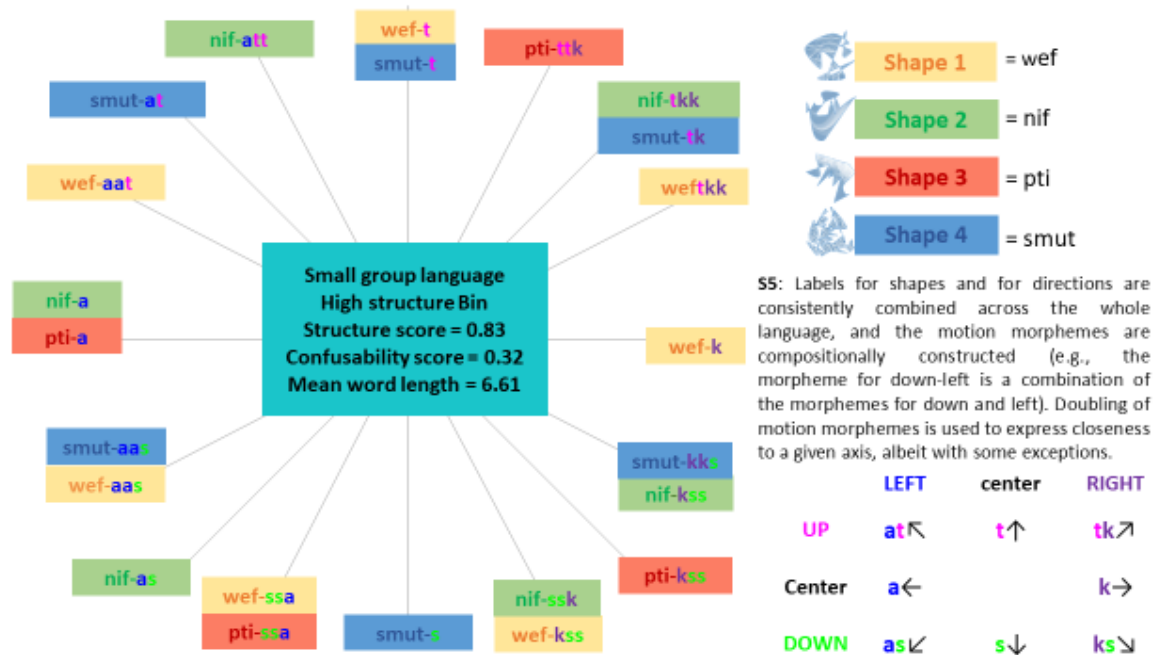 nif-att
wef-t
smut-t
pti-ttk
smut-at
nif-tkk
smut-tk
wef-aat
weftkk
Small group language
High structure Bin
Structure score = 0.83
Confusability score = 0.32
Mean word length = 6.61
nif-a
pti-a
wef-k
smut-aas
wef-aas
smut-kks
nif-kss
nif-as
wef-ssa
pti-ssa
smut-s
nif-ssk
wef-kss
pti-kss
Shape 1 = wef
Shape 2 = nif
Shape 3 = pti
Shape 4 = smut
S5: Labels for shapes and for directions are
consistently combined across the whole
language, and the motion morphemes are
compositionally constructed (e.g., the
morpheme for down-left is a combination of
the morphemes for down and left). Doubling of
motion morphemes is used to express closeness
to a given axis, albeit with some exceptions.
LEFT center RIGHT
UP at↖ t↑ tk↗
Center a← k→
DOWN as↙ s↓ ks↘